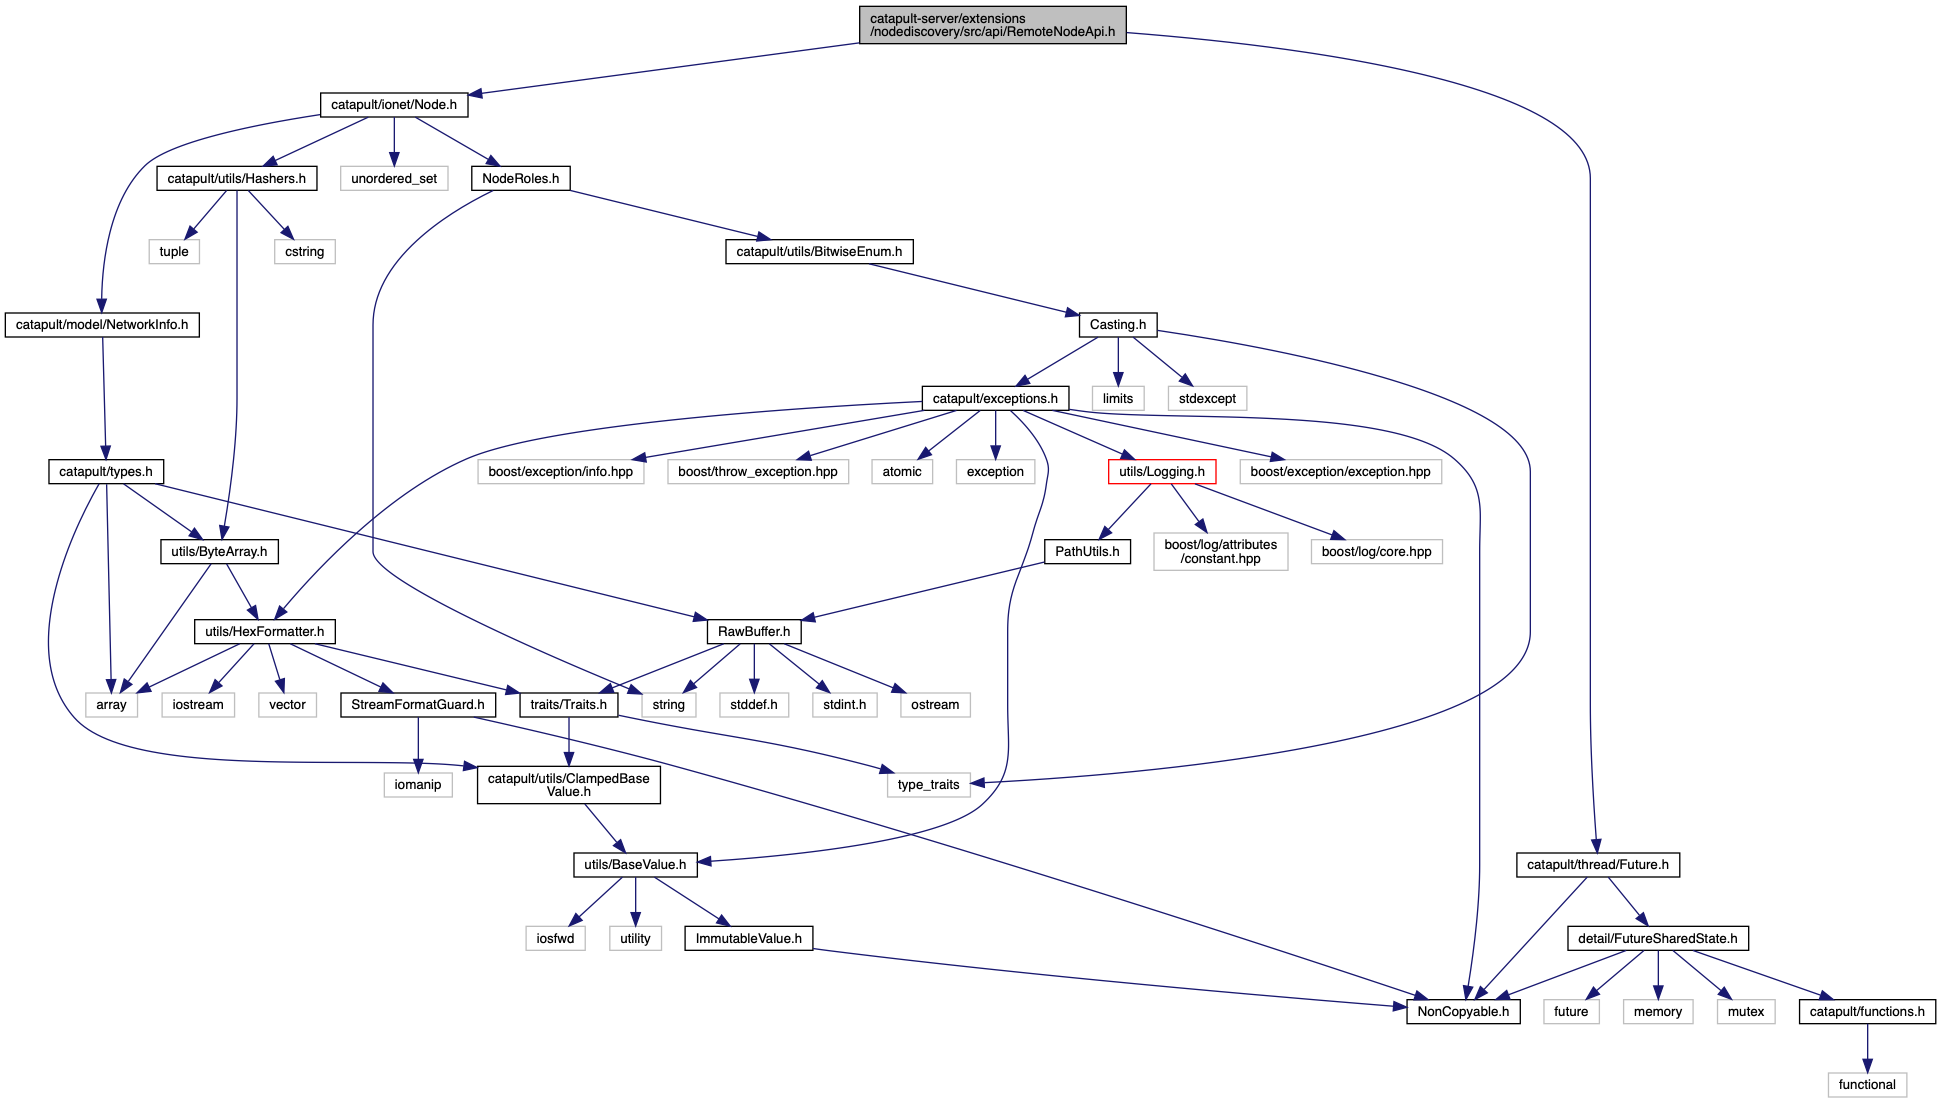 catapult-server/extensions
/nodediscovery/src/api/RemoteNodeApi.h
catapult/ionet/Node.h
catapult/utils/Hashers.h
unordered_set
NodeRoles.h
tuple
cstring
catapult/utils/BitwiseEnum.h
catapult/model/NetworkInfo.h
Casting.h
catapult/exceptions.h
limits
stdexcept
catapult/types.h
boost/exception/info.hpp
boost/throw_exception.hpp
atomic
exception
utils/Logging.h
boost/exception/exception.hpp
utils/ByteArray.h
PathUtils.h
boost/log/attributes
/constant.hpp
boost/log/core.hpp
utils/HexFormatter.h
RawBuffer.h
array
iostream
vector
StreamFormatGuard.h
traits/Traits.h
string
stddef.h
stdint.h
ostream
iomanip
catapult/utils/ClampedBase
Value.h
type_traits
utils/BaseValue.h
catapult/thread/Future.h
iosfwd
utility
ImmutableValue.h
detail/FutureSharedState.h
NonCopyable.h
future
memory
mutex
catapult/functions.h
functional